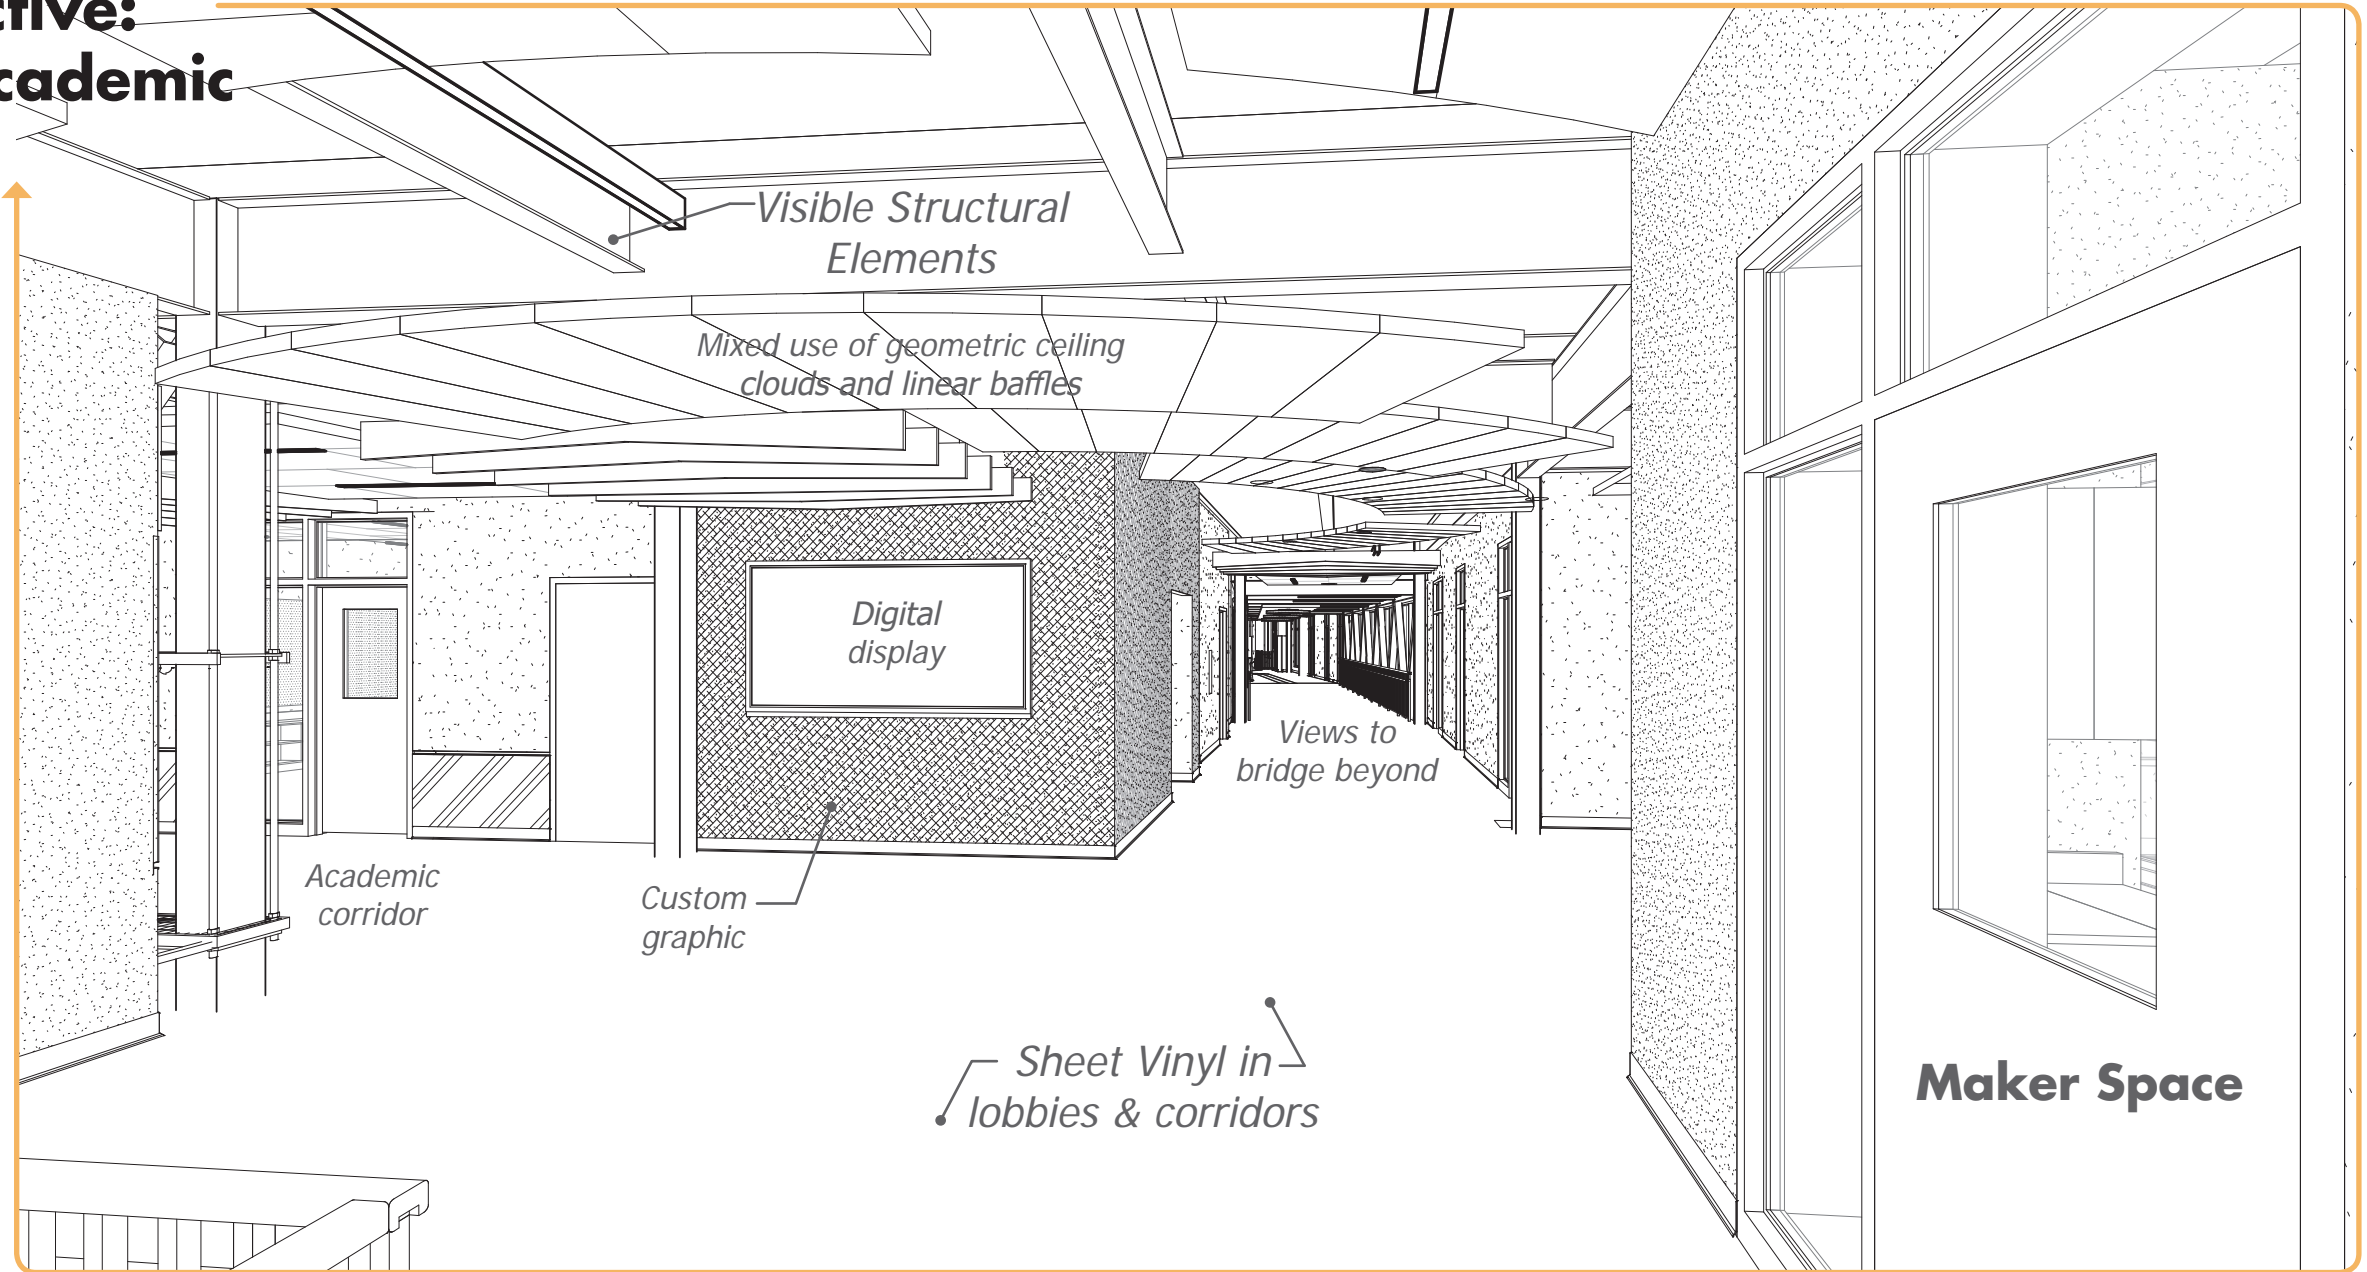 ctive:
cademic
Visible Structural
Elements
Mixed use of geometric ceiling
clouds and linear baffles
Digital
display
Views to
bridge beyond
Academic
corridor
Custom
graphic
Sheet Vinyl in
lobbies & corridors
Maker Space